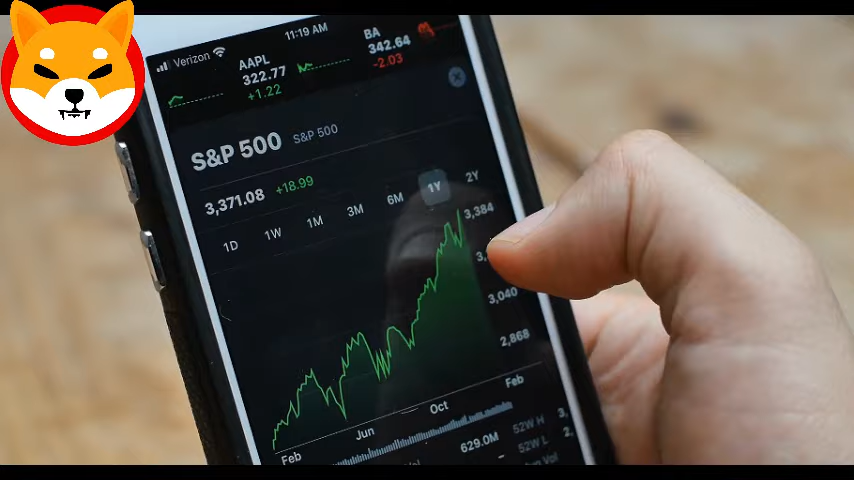 Verizon
11:19 AM
AAPL
322.77
+1.22
BA
342.64
-2.03
S&P 500 S&P 500
3,371.08 +18.99
1D 1W 1M 3M 6M 1Y 2Y
3,384
3,040
2,868
Feb Jun Oct Feb
629.0M
52W H
52W L